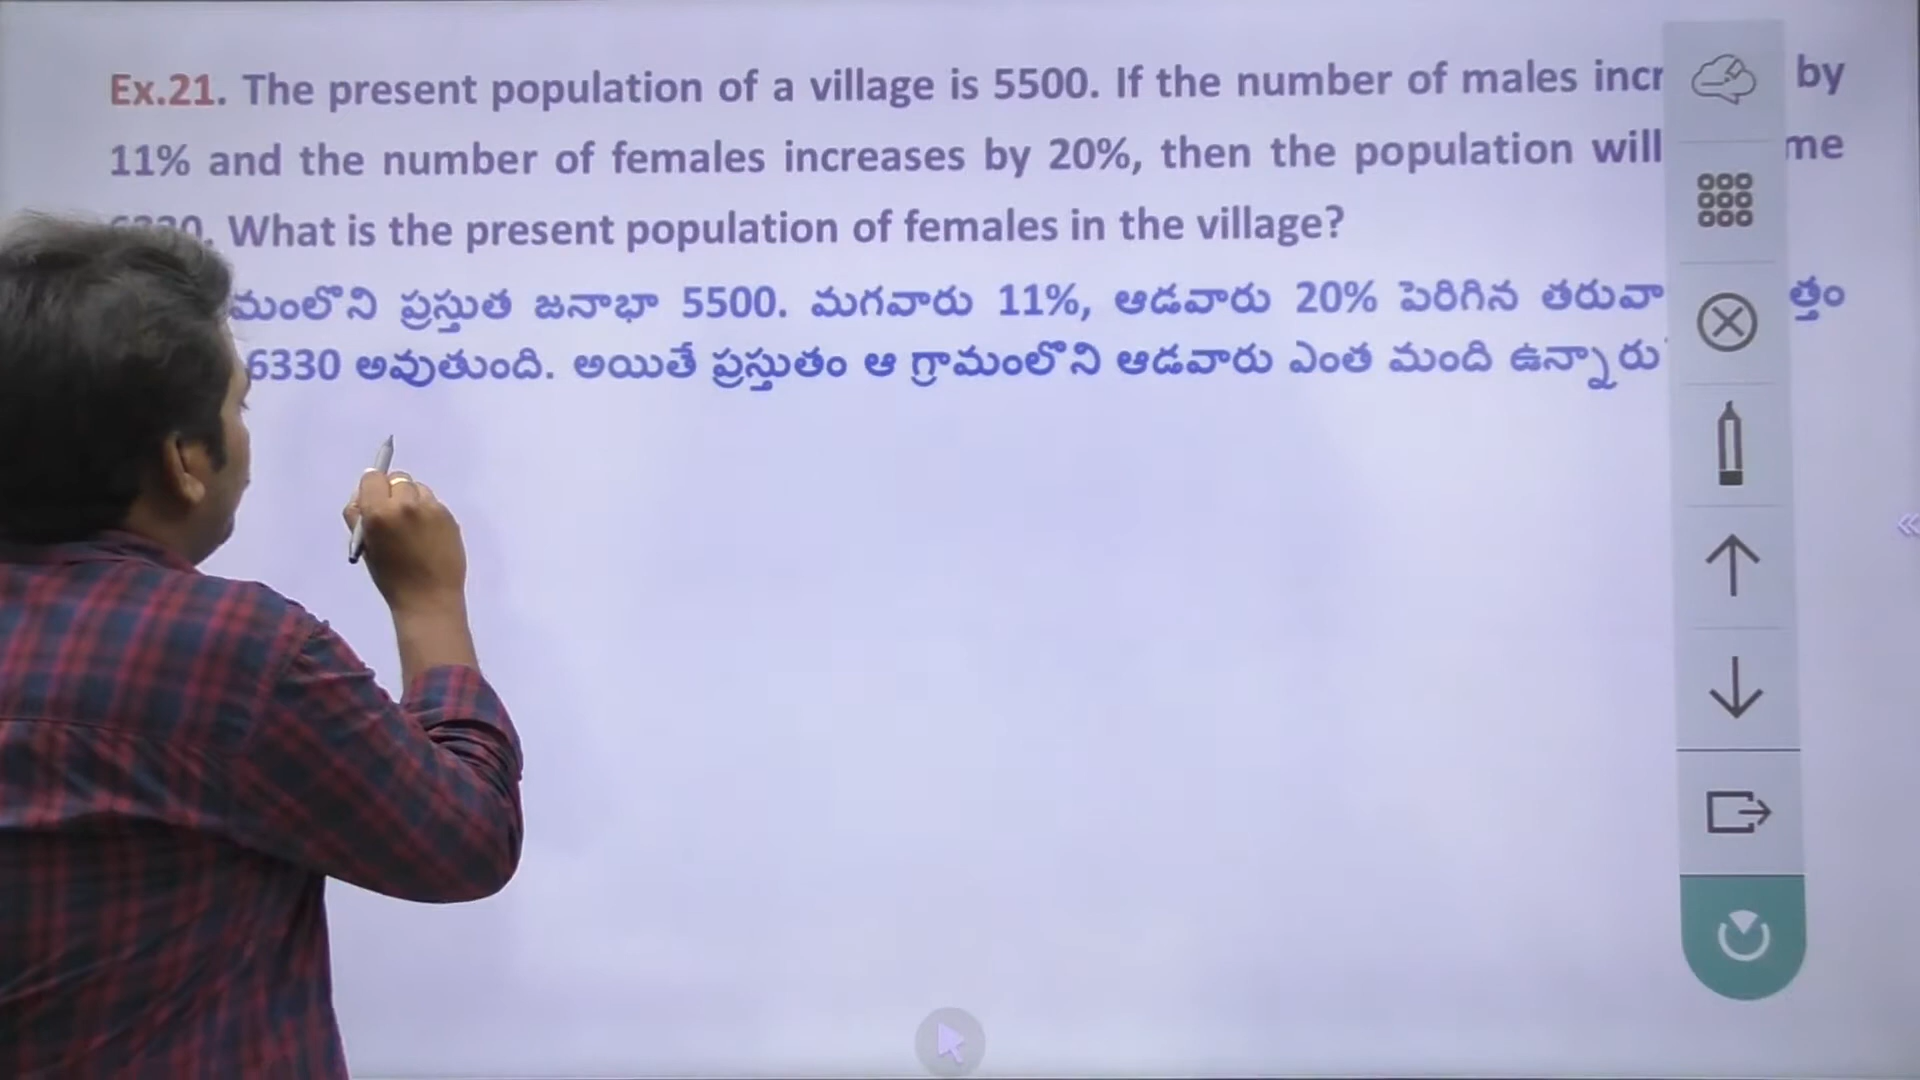 Ex.21. The present population of a village is 5500. If the number of males incr by
11% and the number of females increases by 20%, then the population will me
What is the present population of females in the village?
మంలోని ప్రస్తుత జనాభా 5500. మగవారు 11%, ఆడవారు 20% పెరిగిన తరువా త్తం
6330 అవుతుంది. అయితే ప్రస్తుతం ఆ గ్రామంలోని ఆడవారు ఎంత మంది ఉన్నారు